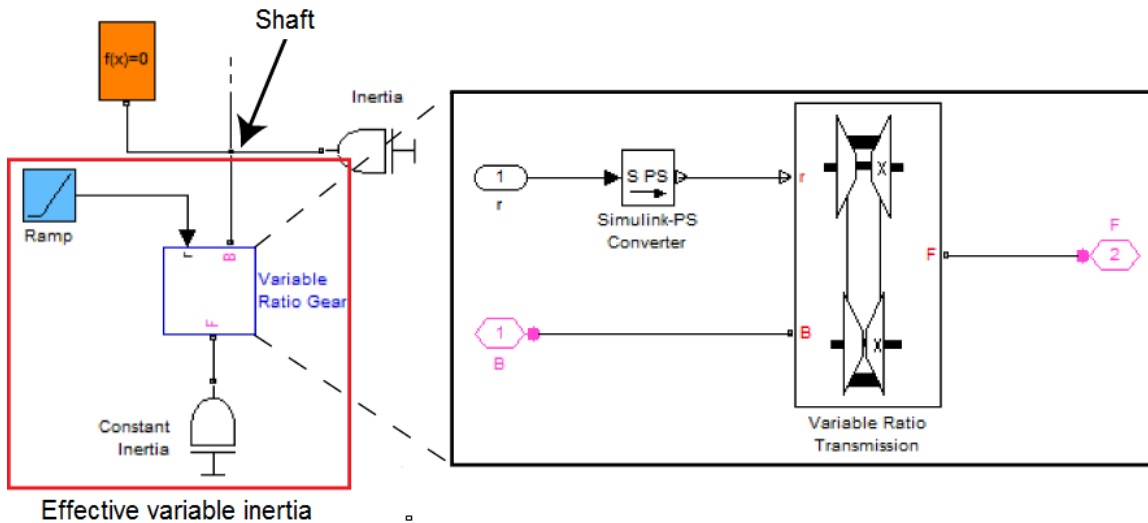 Shaft
f(x)=0
Inertia
Ramp
r
B
Variable
Ratio Gear
F
Constant
Inertia
Effective variable inertia
1
r
S PS
Simulink-PS
Converter
r
X
F
F
2
1
B
B
X
Variable Ratio
Transmission